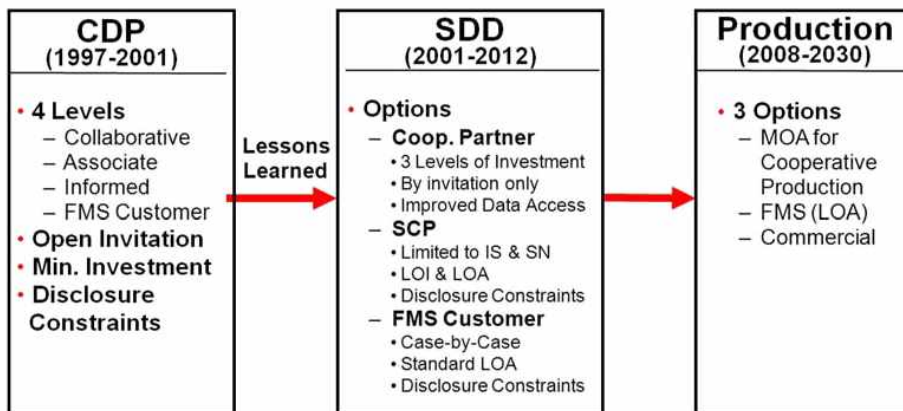 CDP
(1997-2001)
• 4 Levels
– Collaborative
– Associate
– Informed
– FMS Customer
• Open Invitation
• Min. Investment
• Disclosure
Constraints
Lessons
Learned
SDD
(2001-2012)
• Options
– Coop. Partner
• 3 Levels of Investment
• By invitation only
• Improved Data Access
– SCP
• Limited to IS & SN
• LOI & LOA
• Disclosure Constraints
– FMS Customer
• Case-by-Case
• Standard LOA
• Disclosure Constraints
Production
(2008-2030)
• 3 Options
– MOA for
Cooperative
Production
– FMS (LOA)
– Commercial